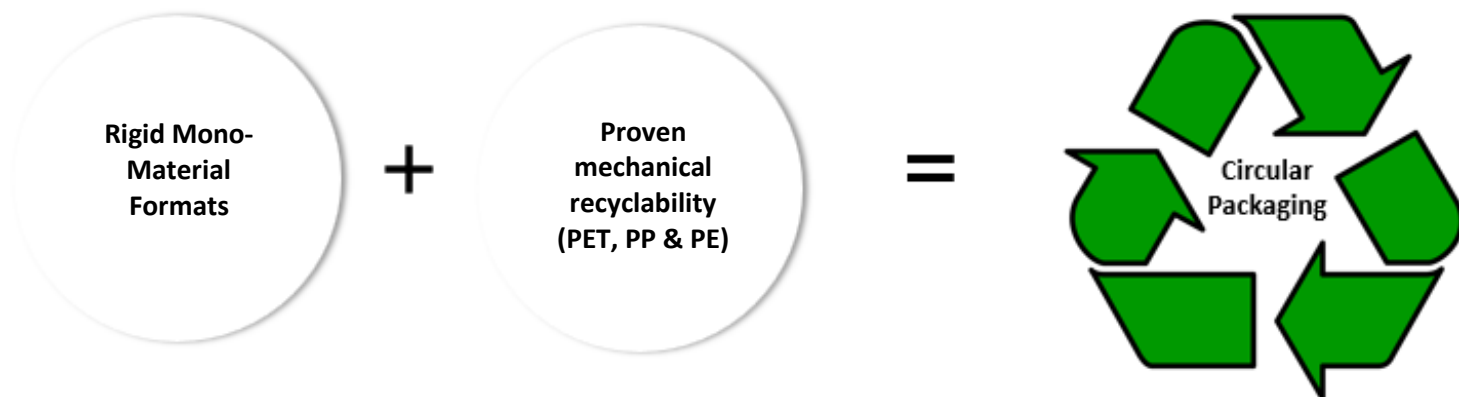 Rigid Mono-
Material
Formats
+
Proven
mechanical
recyclability
(PET, PP & PE)
=
Circular
Packaging